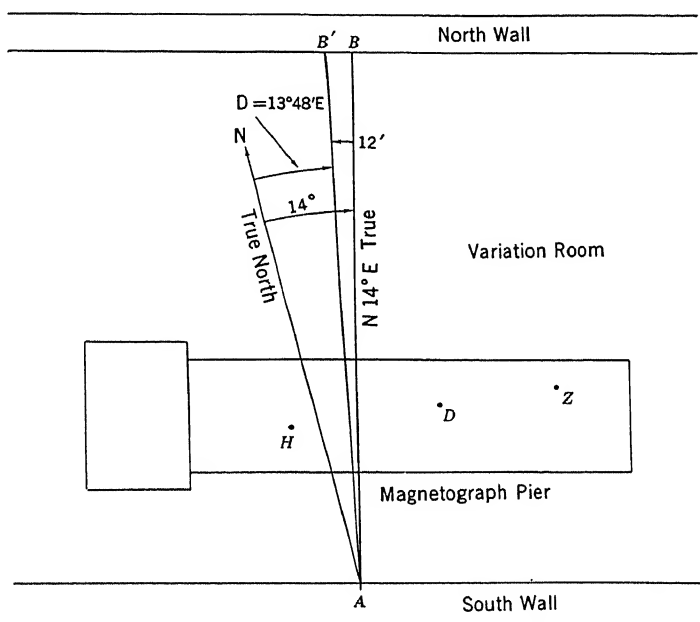 North Wall
B′ B
D=13°48′E
N
12′
14°
True North
N 14° E True
Variation Room
H
D
Z
Magnetograph Pier
A
South Wall